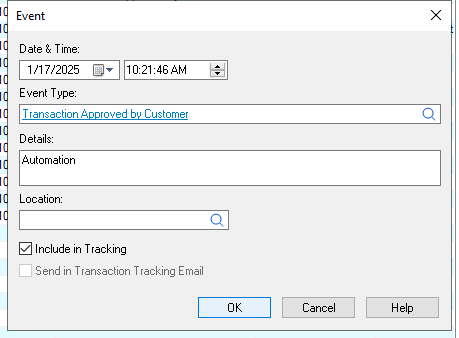 Event
Date & Time:
1/17/2025 10:21:46 AM
Event Type:
Transaction Approved by Customer
Details:
Automation
Location:
Include in Tracking
Send in Transaction Tracking Email
OK Cancel Help